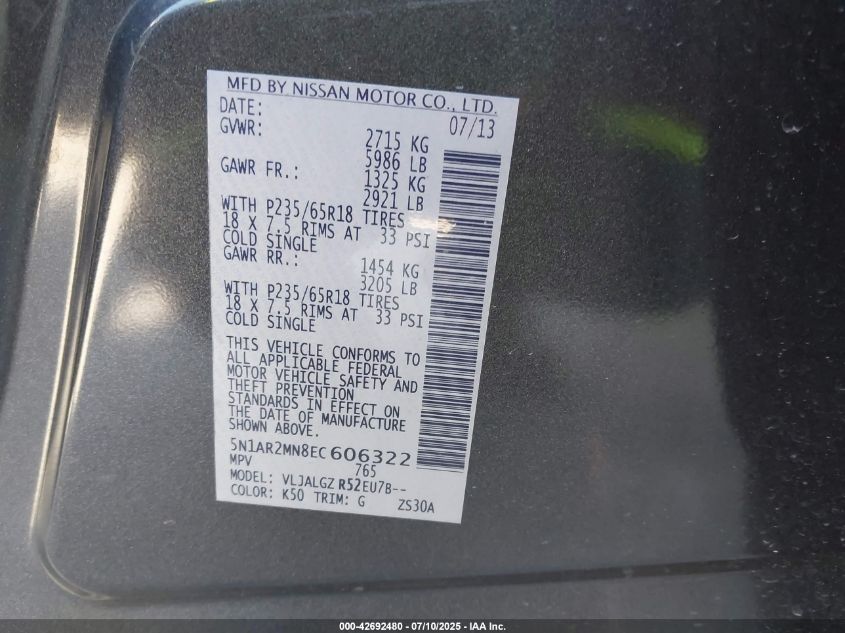 MFD BY NISSAN MOTOR CO., LTD.
DATE: 07/13
GVWR: 2715 KG
5986 LB
GAWR FR.: 1325 KG
2921 LB
WITH P235/65R18 TIRES
18 X 7.5 RIMS AT 33 PSI
COLD SINGLE
GAWR RR.: 1454 KG
3205 LB
WITH P235/65R18 TIRES
18 X 7.5 RIMS AT 33 PSI
COLD SINGLE
THIS VEHICLE CONFORMS TO
ALL APPLICABLE FEDERAL
MOTOR VEHICLE SAFETY AND
THEFT PREVENTION
STANDARDS IN EFFECT ON
THE DATE OF MANUFACTURE
SHOWN ABOVE.
5N1AR2MN8EC606322
MPV 765
MODEL: VLJALGZ R52EU7B--
COLOR: K50 TRIM: G ZS30A
000-42692480 - 07/10/2025 - IAA Inc.